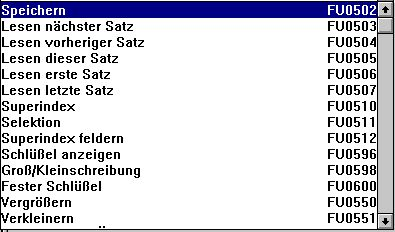 Speichern FU0502
Lesen nächster Satz FU0503
Lesen vorheriger Satz FU0504
Lesen dieser Satz FU0505
Lesen erste Satz FU0506
Lesen letzte Satz FU0507
Superindex FU0510
Selektion FU0511
Superindex feldern FU0512
Schlüßel anzeigen FU0596
Groß/Kleinschreibung FU0598
Fester Schlüßel FU0600
Vergrößern FU0550
Verkleinern FU0551